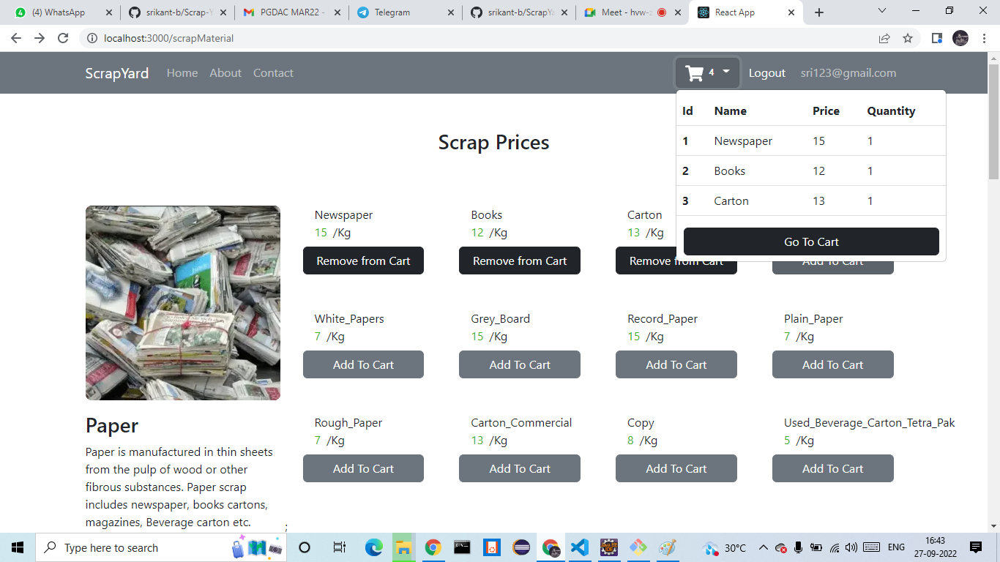 (4) WhatsApp
srikant-b/Scrap-Y
PGDAC MAR22 -
Telegram
srikant-b/ScrapYa
Meet - hvw-z
React App
localhost:3000/scrapMaterial
ScrapYard Home About Contact 4 Logout sri123@gmail.com
Id Name Price Quantity
1 Newspaper 15 1
2 Books 12 1
3 Carton 13 1
Go To Cart
Scrap Prices
Newspaper Books Carton
15 /Kg 12 /Kg 13 /Kg
Remove from Cart Remove from Cart Remove from Cart Add To Cart
White_Papers Grey_Board Record_Paper Plain_Paper
7 /Kg 15 /Kg 15 /Kg 7 /Kg
Add To Cart Add To Cart Add To Cart Add To Cart
Rough_Paper Carton_Commercial Copy Used_Beverage_Carton_Tetra_Pak
7 /Kg 13 /Kg 8 /Kg 5 /Kg
Add To Cart Add To Cart Add To Cart Add To Cart
Paper
Paper is manufactured in thin sheets
from the pulp of wood or other
fibrous substances. Paper scrap
includes newspaper, books cartons,
magazines, Beverage carton etc.
;
Type here to search
30°C
ENG
16:43
27-09-2022